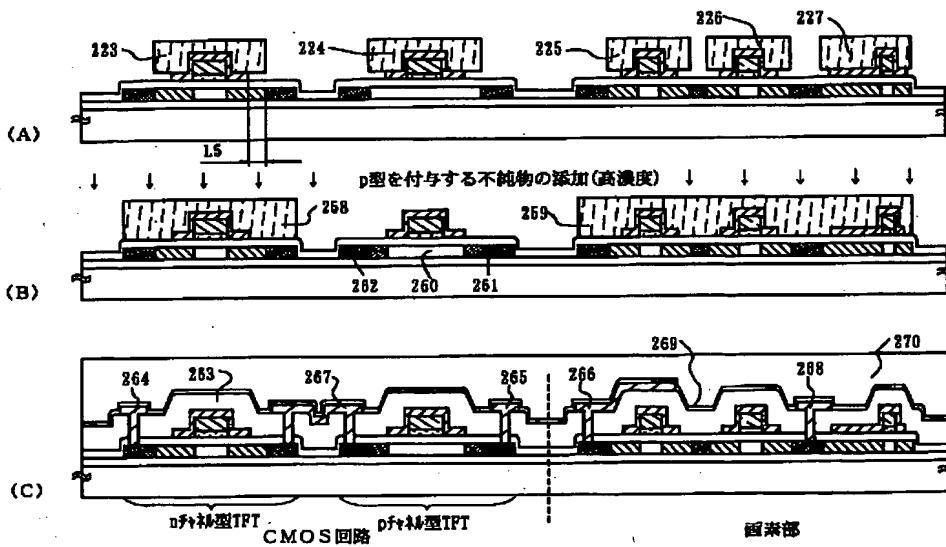 223 224 225 226 227
(A)
L5
p型を付与する不純物の添加(高濃度)
258 259
262 260 261
(B)
264 263 267 265 266 269 268 270
(C)
nチャネル型TFT pチャネル型TFT
CMOS回路 画素部